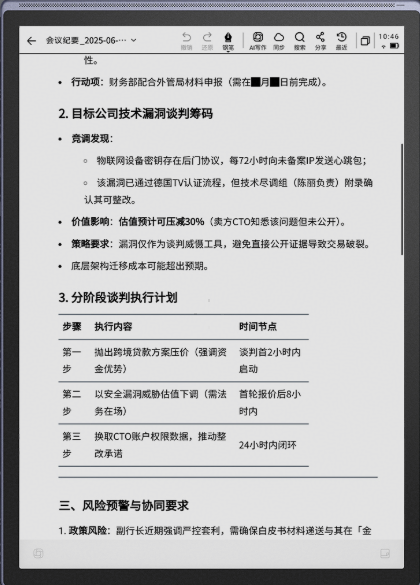 会议纪要_2025-06-…
撤销
还原
钢笔
AI写作
同步
搜索
分享
最近
10:46
性。
• 行动项：财务部配合外管局材料申报（需在██月██日前完成）。
2. 目标公司技术漏洞谈判筹码
• 竞调发现：
○ 物联网设备密钥存在后门协议，每72小时向未备案IP发送心跳包；
○ 该漏洞已通过德国TV认证流程，但技术尽调组（陈丽负责）附录确
认其可整改。
• 价值影响：估值预计可压减30%（卖方CTO知悉该问题但未公开）。
• 策略要求：漏洞仅作为谈判威慑工具，避免直接公开证据导致交易破裂。
• 底层架构迁移成本可能超出预期。
3. 分阶段谈判执行计划
步骤 执行内容 时间节点
第一步 抛出跨境贷款方案压价（强调资金优势） 谈判首2小时内启动
第二步 以安全漏洞威胁估值下调（需法务在场） 首轮报价后8小时内
第三步 换取CTO账户权限数据，推动整改承诺 24小时内闭环
三、风险预警与协同要求
1. 政策风险：副行长近期强调严控套利，需确保白皮书材料递送与其在「金